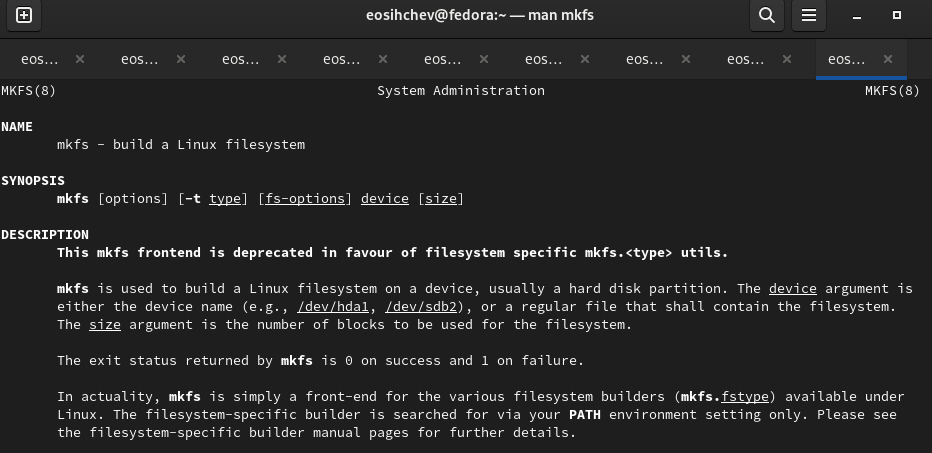 eosihchev@fedora:~ — man mkfs
eos... eos... eos... eos... eos... eos... eos... eos... eos...
MKFS(8) System Administration MKFS(8)
NAME
mkfs - build a Linux filesystem
SYNOPSIS
mkfs [options] [-t type] [fs-options] device [size]
DESCRIPTION
This mkfs frontend is deprecated in favour of filesystem specific mkfs.<type> utils.
mkfs is used to build a Linux filesystem on a device, usually a hard disk partition. The device argument is
either the device name (e.g., /dev/hda1, /dev/sdb2), or a regular file that shall contain the filesystem.
The size argument is the number of blocks to be used for the filesystem.
The exit status returned by mkfs is 0 on success and 1 on failure.
In actuality, mkfs is simply a front-end for the various filesystem builders (mkfs.fstype) available under
Linux. The filesystem-specific builder is searched for via your PATH environment setting only. Please see
the filesystem-specific builder manual pages for further details.